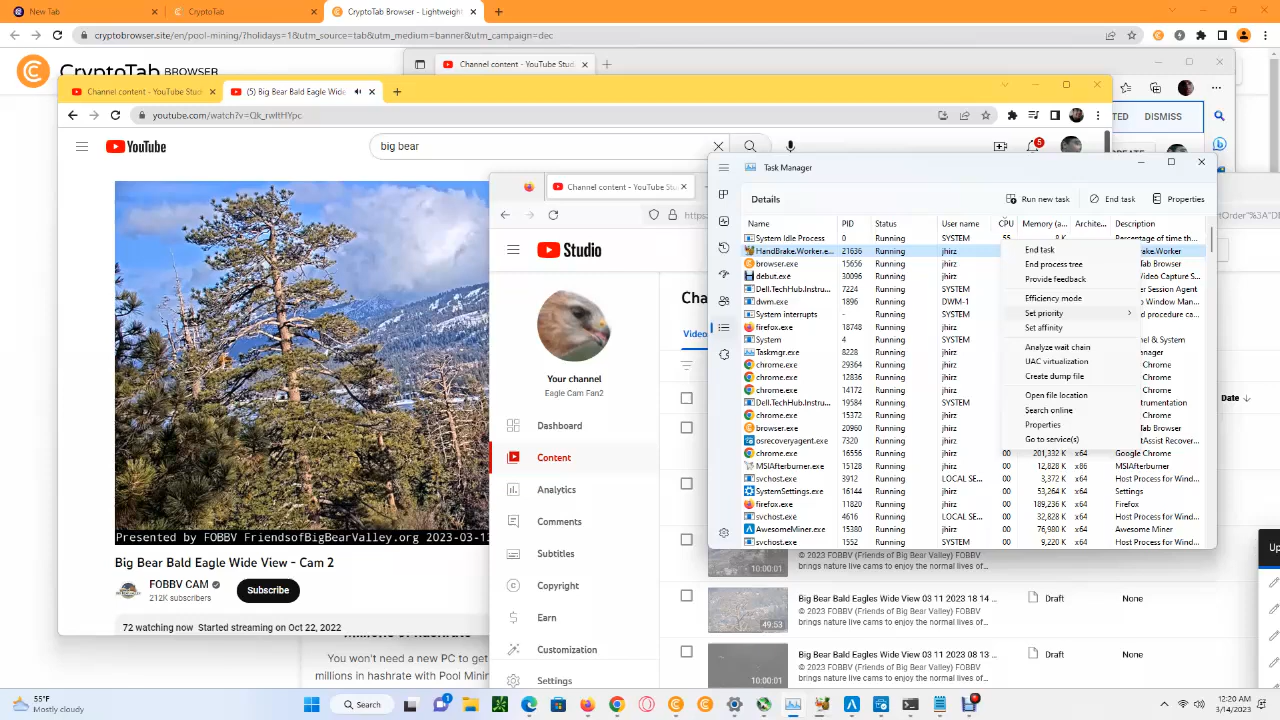 New Tab
CryptoTab
CryptoTab Browser - Lightweigh
cryptobrowser.site/en/pool-mining/?holidays=1&utm_source=tab&utm_medium=banner&utm_campaign=dec
CryptoTab BROWSER
Channel content - YouTube Stud
Channel content - YouTube Studi
(5) Big Bear Bald Eagle Wide
youtube.com/watch?v=Qk_rwItHYpc
TED
DISMISS
YouTube
big bear
5
Task Manager
Channel content - YouTube Stu
Details
Run new task
End task
Properties
Name
PID
Status
User name
CPU
Memory (a...
Archite...
Description
System Idle Process 0 Running SYSTEM 55 8 K Percentage of time th...
HandBrake.Worker.e... 21636 Running jhirz
browser.exe 15656 Running jhirz
debut.exe 30096 Running jhirz
Dell.TechHub.Instru... 7224 Running SYSTEM
dwm.exe 1896 Running DWM-1
System interrupts - Running SYSTEM
firefox.exe 18748 Running jhirz
System 4 Running SYSTEM
Taskmgr.exe 8228 Running jhirz
chrome.exe 29364 Running jhirz
chrome.exe 12836 Running jhirz
chrome.exe 14172 Running jhirz
Dell.TechHub.Instru... 19584 Running SYSTEM
chrome.exe 15372 Running jhirz
browser.exe 20960 Running jhirz
osrecoveryagent.exe 7320 Running jhirz
chrome.exe 16556 Running jhirz 00 201,332 K x64 Google Chrome
MSIAfterburner.exe 15128 Running jhirz 00 12,828 K x86 MSIAfterburner
svchost.exe 3912 Running LOCAL SE... 00 3,372 K x64 Host Process for Wind...
SystemSettings.exe 16144 Running jhirz 00 53,264 K x64 Settings
firefox.exe 11820 Running jhirz 00 189,236 K x64 Firefox
svchost.exe 4616 Running LOCAL SE... 00 32,828 K x64 Host Process for Wind...
AwesomeMiner.exe 15380 Running jhirz 00 76,980 K x64 Awesome Miner
svchost.exe 1552 Running 00 9,220 K x64 Host Process for Wind...
End task
End process tree
Provide feedback
Efficiency mode
Set priority
Set affinity
Analyze wait chain
UAC virtualization
Create dump file
Open file location
Search online
Properties
Go to service(s)
Studio
Your channel
Eagle Cam Fan2
Dashboard
Content
Analytics
Comments
Subtitles
Copyright
Earn
Customization
Settings
Cha
Video
Date
Presented by FOBBV FriendsofBigBearValley.org 2023-03-13
Big Bear Bald Eagle Wide View - Cam 2
FOBBV CAM
212K subscribers
Subscribe
72 watching now Started streaming on Oct 22, 2022
You won't need a new PC to get
millions in hashrate with Pool Minin
© 2023 FOBBV (Friends of Big Bear Valley) FOBBV
brings nature live cams to enjoy the normal lives of...
10:00:01
Big Bear Bald Eagles Wide View 03 11 2023 18 14 ...
© 2023 FOBBV (Friends of Big Bear Valley) FOBBV
brings nature live cams to enjoy the normal lives of...
49:53
Draft
None
Big Bear Bald Eagles Wide View 03 11 2023 08 13 ...
© 2023 FOBBV (Friends of Big Bear Valley) FOBBV
brings nature live cams to enjoy the normal lives of...
10:00:01
Draft
None
55°F
Mostly cloudy
Search
12:20 AM
3/14/2023